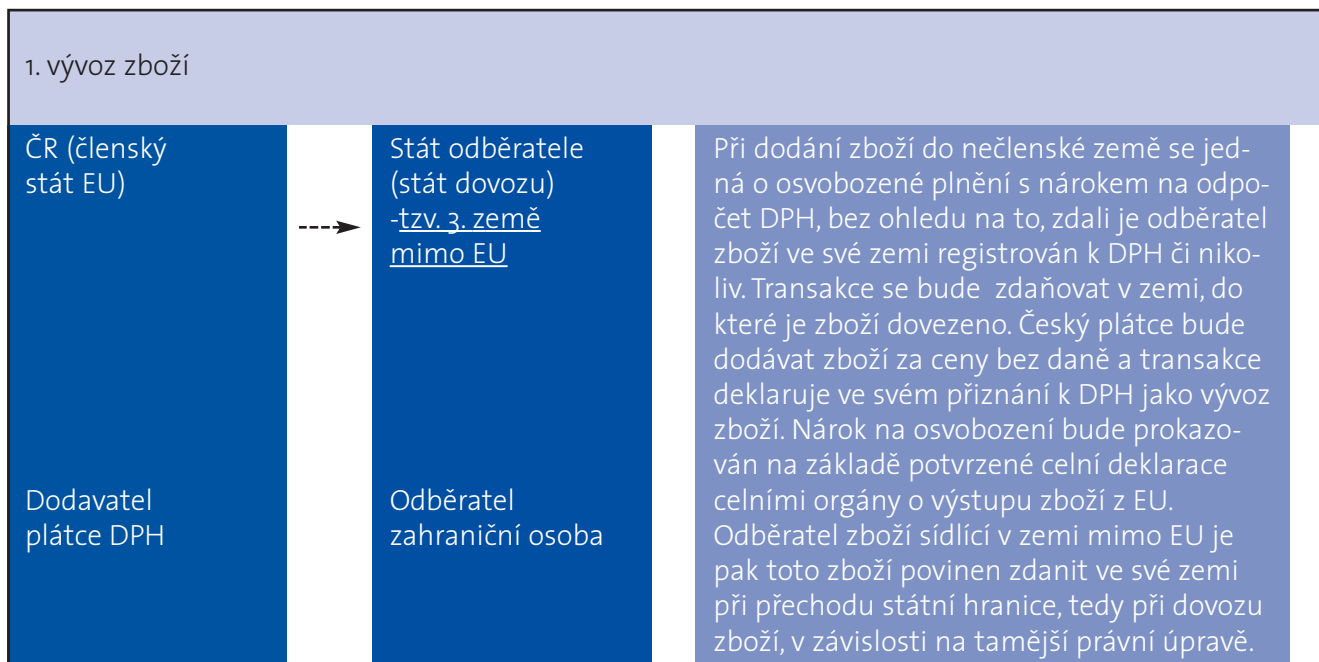 1. vývoz zboží
ČR (členský
stát EU)
Dodavatel
plátce DPH
Stát odběratele
(stát dovozu)
-tzv. 3. země
mimo EU
Odběratel
zahraniční osoba
Při dodání zboží do nečlenské země se jed-
ná o osvobozené plnění s nárokem na odpo-
čet DPH, bez ohledu na to, zdali je odběratel
zboží ve své zemi registrován k DPH či niko-
liv. Transakce se bude  zdaňovat v zemi, do
které je zboží dovezeno. Český plátce bude
dodávat zboží za ceny bez daně a transakce
deklaruje ve svém přiznání k DPH jako vývoz
zboží. Nárok na osvobození bude prokazo-
ván na základě potvrzené celní deklarace
celními orgány o výstupu zboží z EU.
Odběratel zboží sídlící v zemi mimo EU je
pak toto zboží povinen zdanit ve své zemi
při přechodu státní hranice, tedy při dovozu
zboží, v závislosti na tamější právní úpravě.